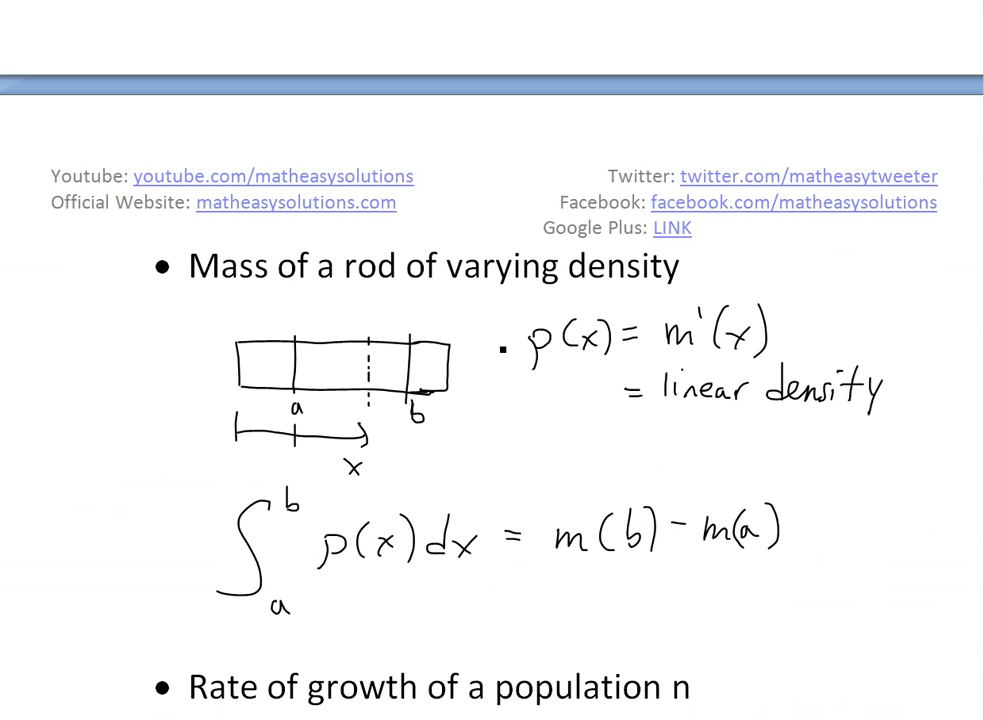 Youtube: youtube.com/matheasysolutions
Twitter: twitter.com/matheasytweeter
Official Website: matheasysolutions.com
Facebook: facebook.com/matheasysolutions
Google Plus: LINK
• Mass of a rod of varying density
• ρ(x) = m'(x)
= linear density
a
b
x
∫_a^b ρ(x) dx = m(b) - m(a)
• Rate of growth of a population n